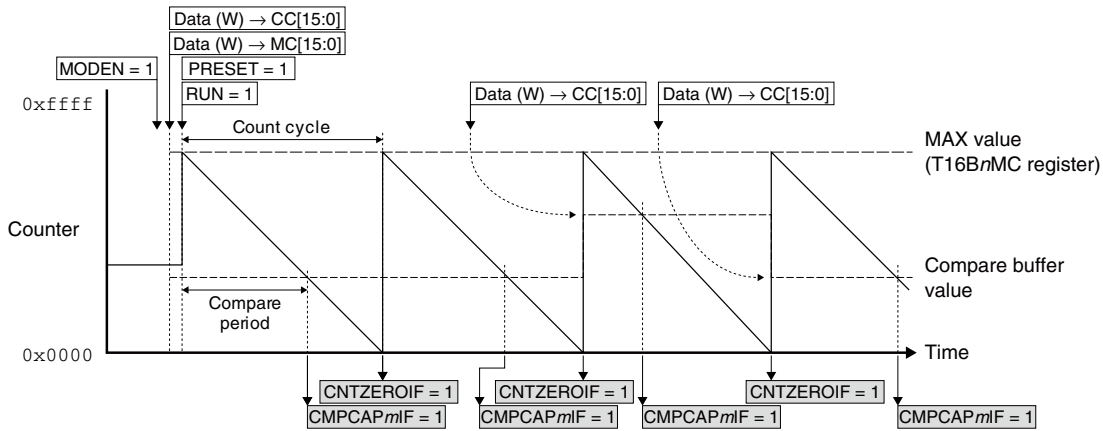 Data (W) → CC[15:0]
Data (W) → MC[15:0]
MODEN = 1
PRESET = 1
RUN = 1
Data (W) → CC[15:0]
Data (W) → CC[15:0]
0xffff
Count cycle
MAX value
(T16BnMC register)
Counter
Compare buffer
value
Compare
period
0x0000
Time
CNTZEROIF = 1
CNTZEROIF = 1
CNTZEROIF = 1
CMPCAPmIF = 1
CMPCAPmIF = 1
CMPCAPmIF = 1
CMPCAPmIF = 1